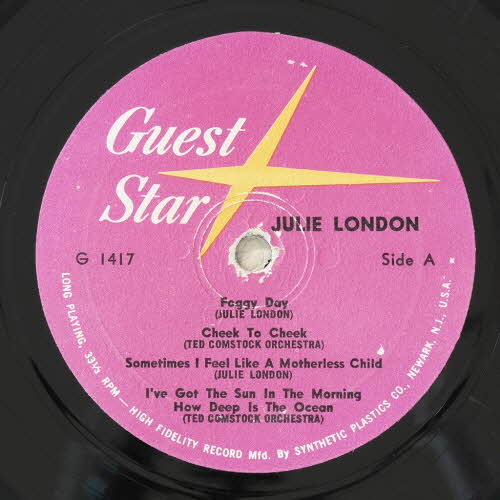 Guest
Star
JULIE LONDON
G 1417
Side A
Foggy Day
(JULIE LONDON)
Cheek To Cheek
(TED COMSTOCK ORCHESTRA)
Sometimes I Feel Like A Motherless Child
(JULIE LONDON)
I've Got The Sun In The Morning
How Deep Is The Ocean
(TED COMSTOCK ORCHESTRA)
LONG PLAYING, 33⅓ RPM — HIGH FIDELITY RECORD Mfd. By SYNTHETIC PLASTICS CO., NEWARK, N.J., U.S.A.